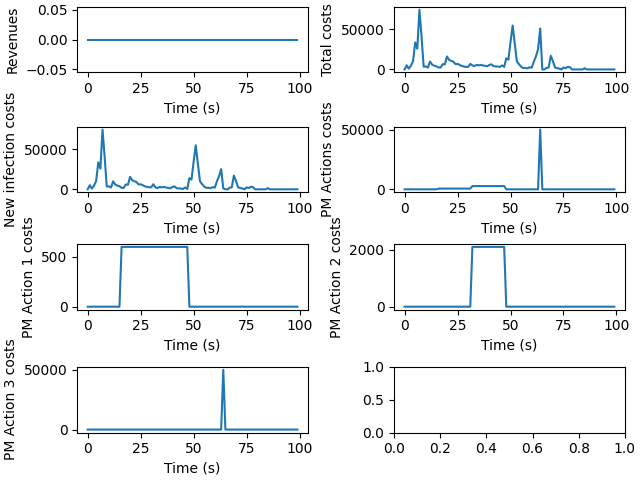 Revenues
0.05
0.00
−0.05
0 25 50 75 100
Time (s)
Total costs
50000
0
0 25 50 75 100
Time (s)
New infection costs
50000
0
0 25 50 75 100
Time (s)
PM Actions costs
50000
0
0 25 50 75 100
Time (s)
PM Action 1 costs
500
0
0 25 50 75 100
Time (s)
PM Action 2 costs
2000
0
0 25 50 75 100
Time (s)
PM Action 3 costs
50000
0
0 25 50 75 100
Time (s)
1.0
0.5
0.0
0.0 0.2 0.4 0.6 0.8 1.0